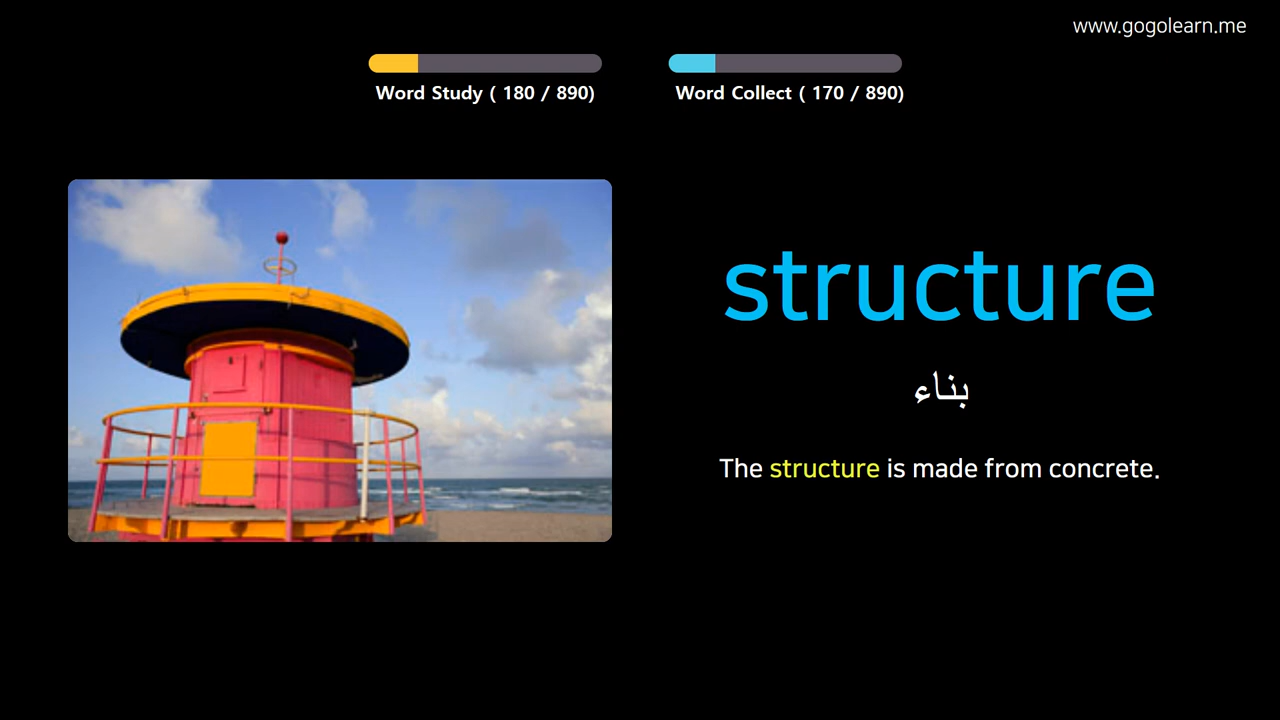 www.gogolearn.me
Word Study ( 180 / 890)
Word Collect ( 170 / 890)
structure
بناء
The structure is made from concrete.